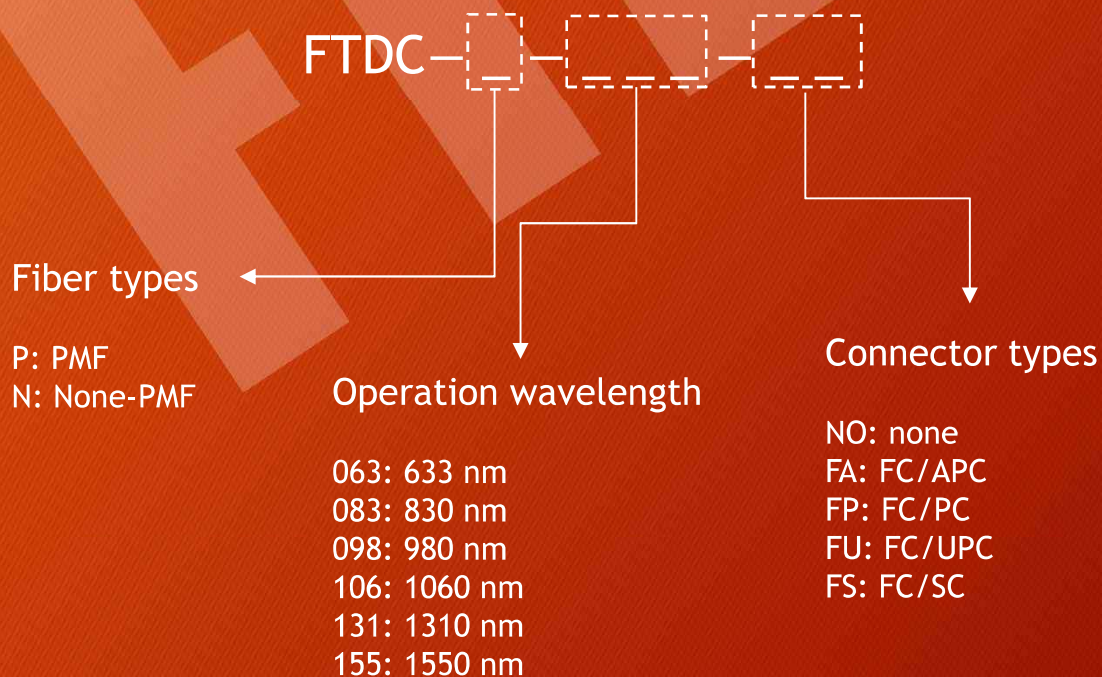 FTDC–_–_ _ _–_ _
Fiber types
P: PMF
N: None-PMF
Operation wavelength
063: 633 nm
083: 830 nm
098: 980 nm
106: 1060 nm
131: 1310 nm
155: 1550 nm
Connector types
NO: none
FA: FC/APC
FP: FC/PC
FU: FC/UPC
FS: FC/SC